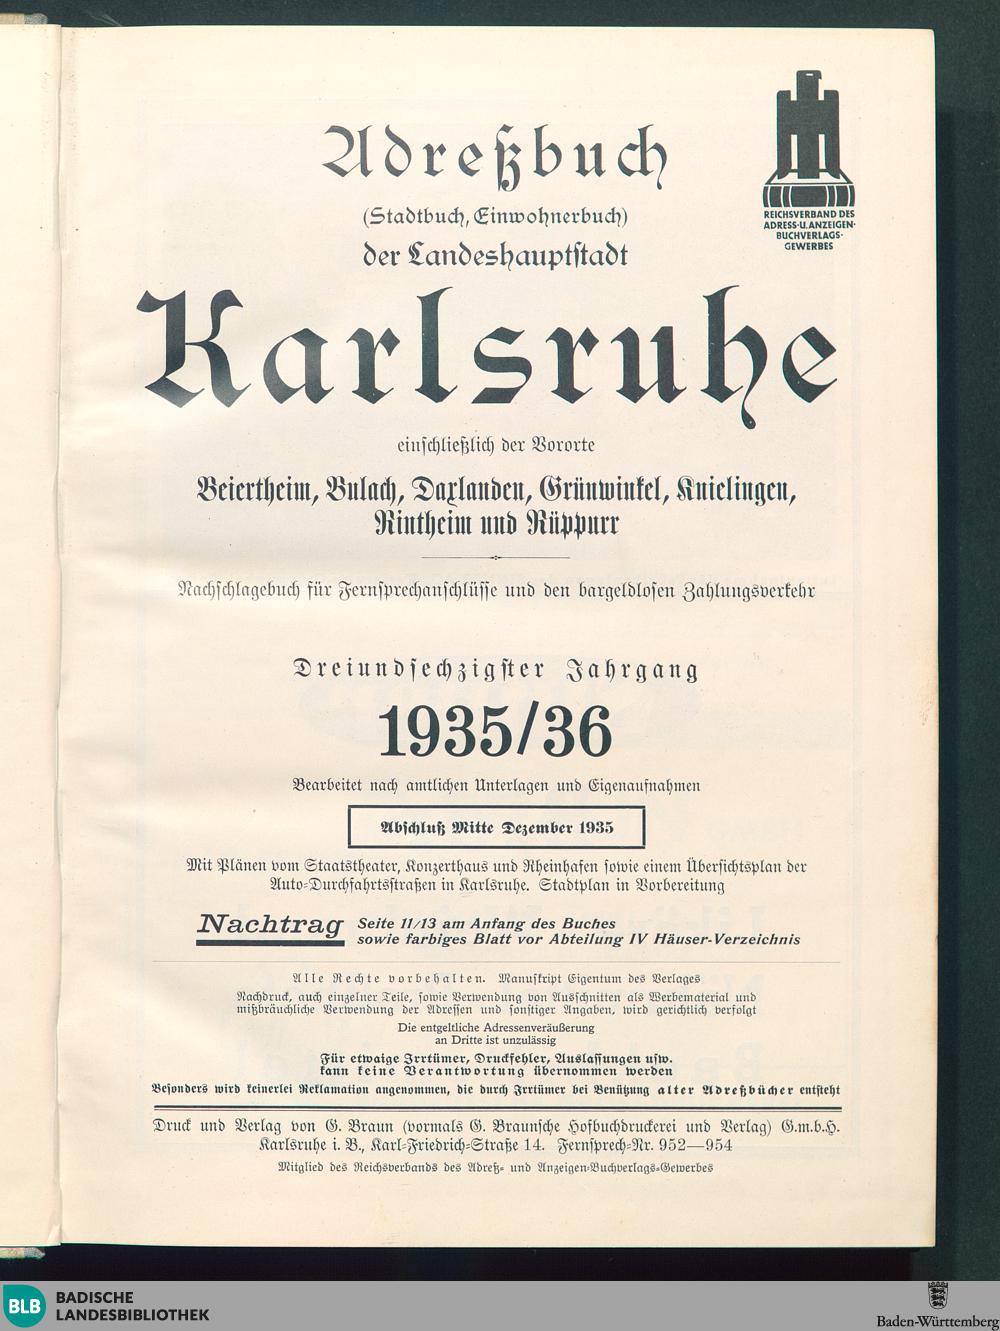 Adreßbuch
(Stadtbuch, Einwohnerbuch)
der Landeshauptstadt
Karlsruhe
REICHSVERBAND DES
ADRESS-U.ANZEIGEN-
BUCHVERLAGS-
GEWERBES
einschließlich der Vororte
Beiertheim, Bulach, Daxlanden, Grünwinkel, Knielingen,
Rintheim und Rüppurr
Nachschlagebuch für Fernsprechanschlüsse und den bargeldlosen Zahlungsverkehr
Dreiundsechzigster Jahrgang
1935/36
Bearbeitet nach amtlichen Unterlagen und Eigenaufnahmen
Abschluß Mitte Dezember 1935
Mit Plänen vom Staatstheater, Konzerthaus und Rheinhafen sowie einem Übersichtsplan der
Auto-Durchfahrtsstraßen in Karlsruhe. Stadtplan in Vorbereitung
Nachtrag Seite 11/13 am Anfang des Buches
sowie farbiges Blatt vor Abteilung IV Häuser-Verzeichnis
Alle Rechte vorbehalten. Manuskript Eigentum des Verlages
Nachdruck, auch einzelner Teile, sowie Verwendung von Ausschnitten als Werbematerial und
mißbräuchliche Verwendung der Adressen und sonstiger Angaben, wird gerichtlich verfolgt
Die entgeltliche Adressenveräußerung
an Dritte ist unzulässig
Für etwaige Irrtümer, Druckfehler, Auslassungen usw.
kann keine Verantwortung übernommen werden
Besonders wird keinerlei Reklamation angenommen, die durch Irrtümer bei Benützung alter Adreßbücher entsteht
Druck und Verlag von G. Braun (vormals G. Braunsche Hofbuchdruckerei und Verlag) G.m.b.H.
Karlsruhe i. B., Karl-Friedrich-Straße 14. Fernsprech-Nr. 952—954
Mitglied des Reichsverbands des Adreß- und Anzeigen-Buchverlags-Gewerbes
BLB BADISCHE
LANDESBIBLIOTHEK
Baden-Württemberg